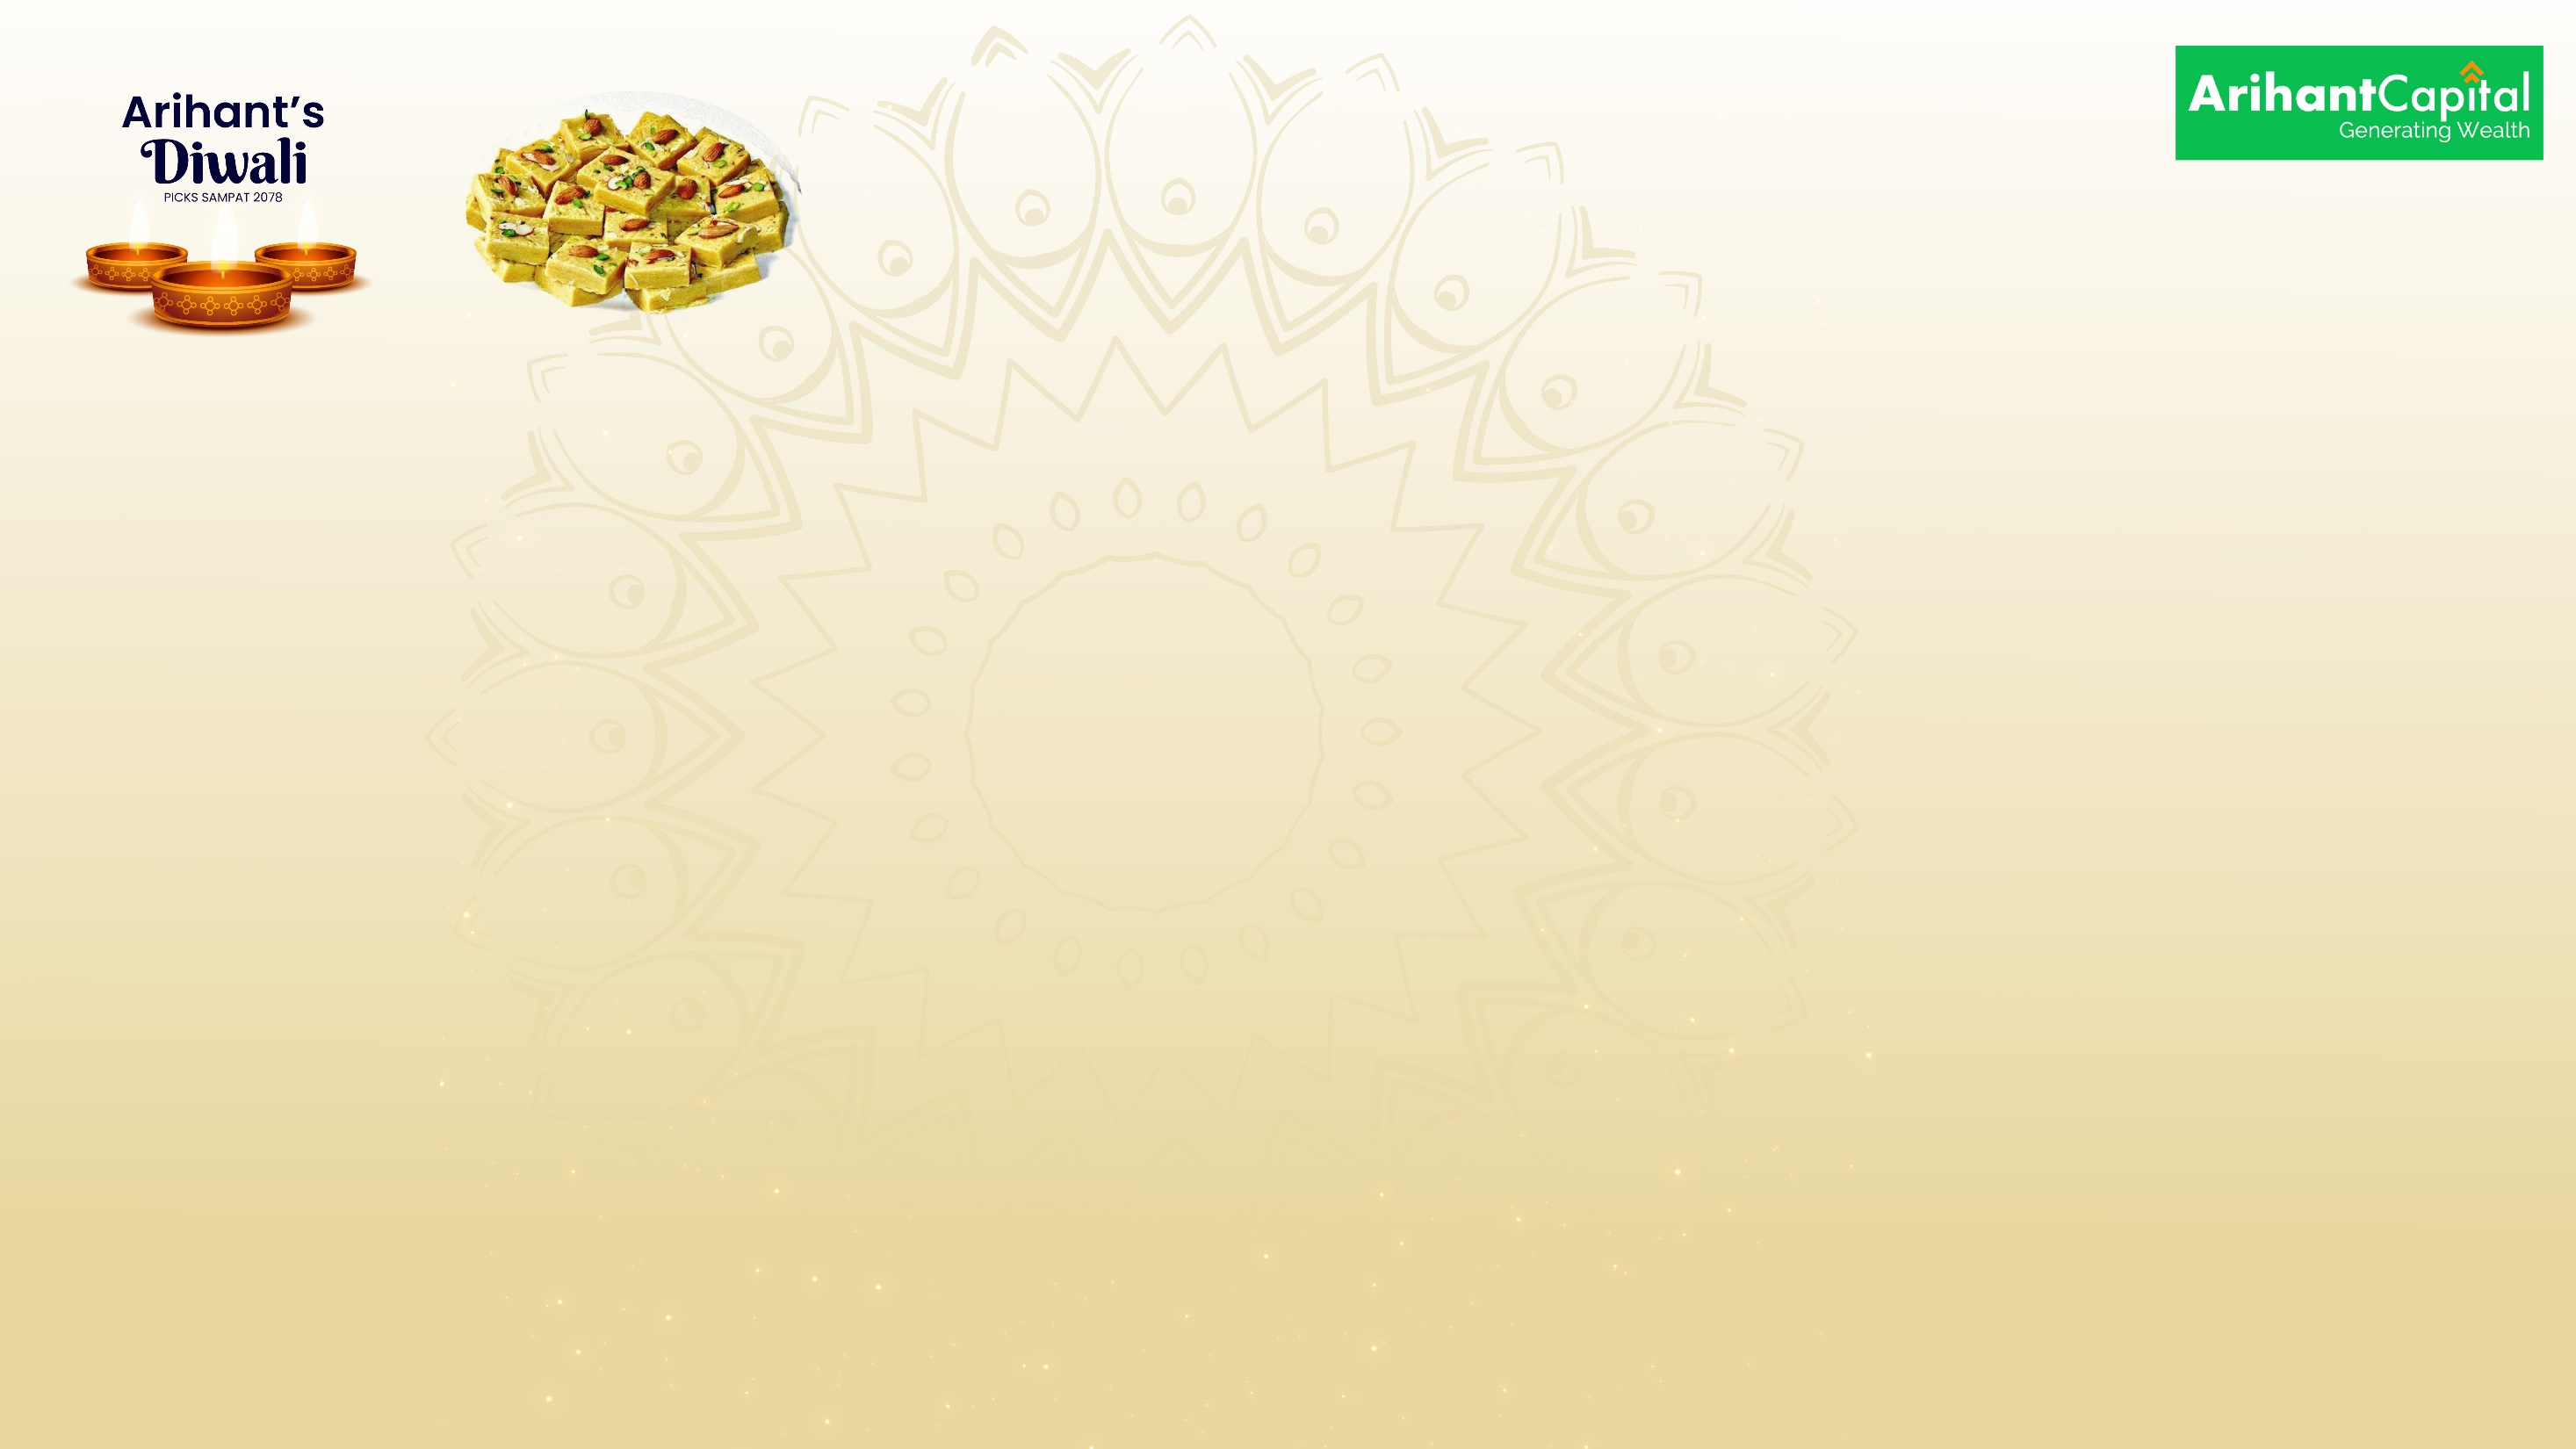 Arihant's
Diwali
PICKS SAMPAT 2078
ArihantCapital
Generating Wealth